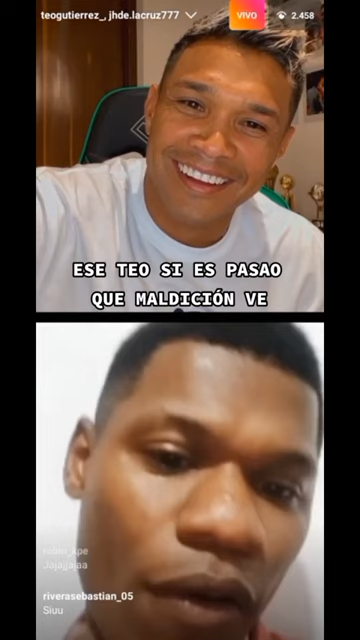 teogutierrez_, jhde.lacruz777
VIVO
2.458
ESE TEO SI ES PASAO
QUE MALDICIÓN VE
Jajajjajaa
riverasebastian_05
Siuu